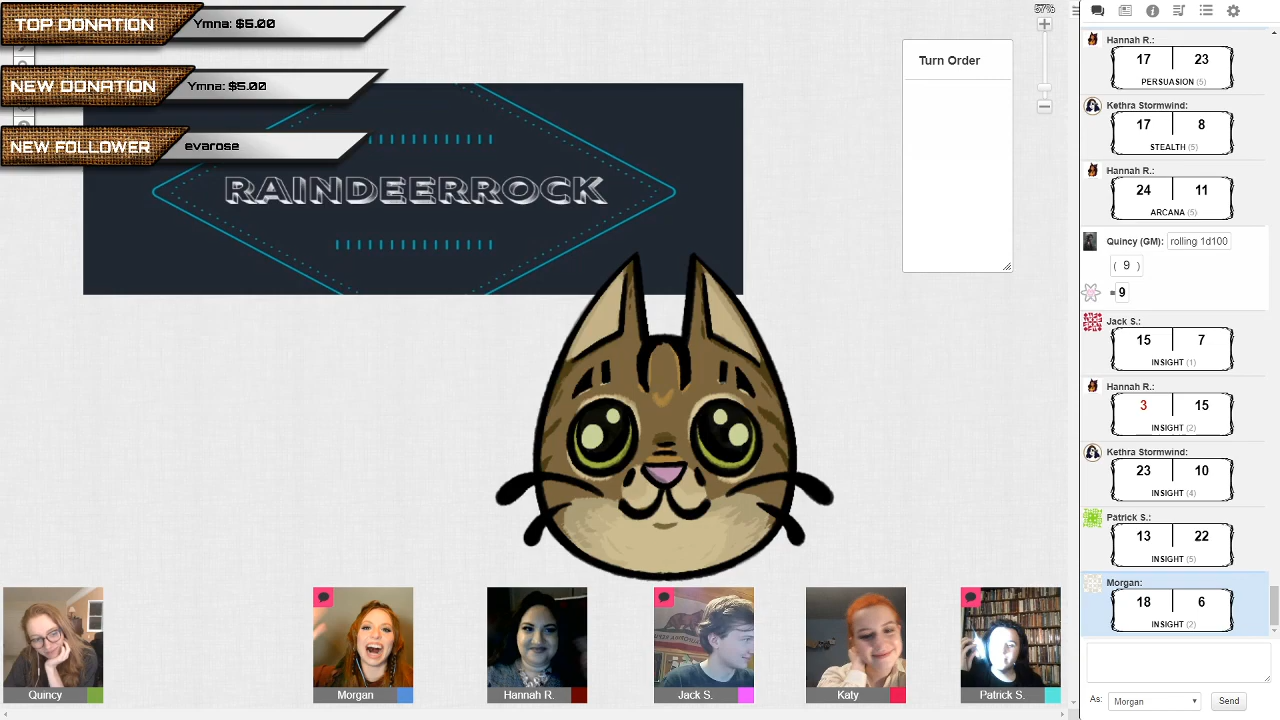 TOP DONATION
Ymna: $5.00
NEW DONATION
Ymna: $5.00
NEW FOLLOWER
evarose
RAINDEERROCK
57%
Turn Order
Hannah R.:
17 23
PERSUASION (5)
Kethra Stormwind:
17 8
STEALTH (5)
Hannah R.:
24 11
ARCANA (5)
Quincy (GM): rolling 1d100
( 9 )
=9
Jack S.:
15 7
INSIGHT (1)
Hannah R.:
3 15
INSIGHT (2)
Kethra Stormwind:
23 10
INSIGHT (4)
Patrick S.:
13 22
INSIGHT (5)
Morgan:
18 6
INSIGHT (2)
As: Morgan Send
Quincy
Morgan
Hannah R.
Jack S.
Katy
Patrick S.